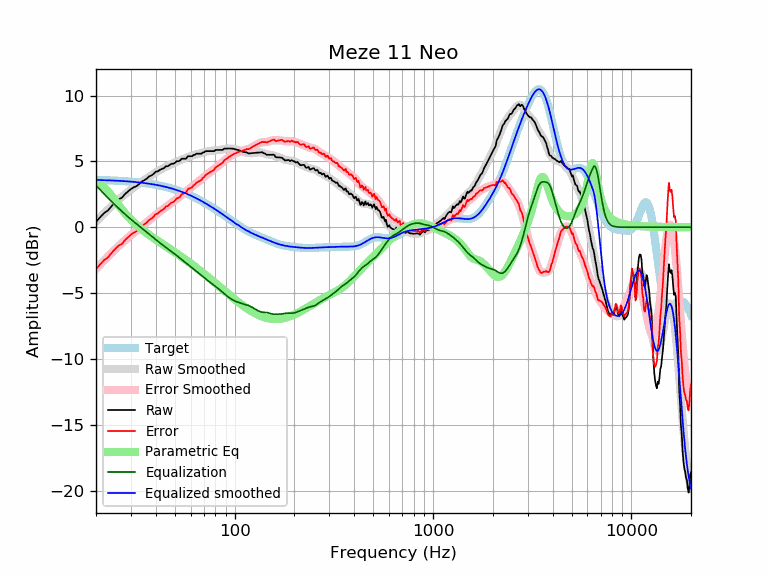 Meze 11 Neo
Amplitude (dBr)
10
5
0
−5
−10
−15
−20
Target
Raw Smoothed
Error Smoothed
Raw
Error
Parametric Eq
Equalization
Equalized smoothed
100
1000
10000
Frequency (Hz)